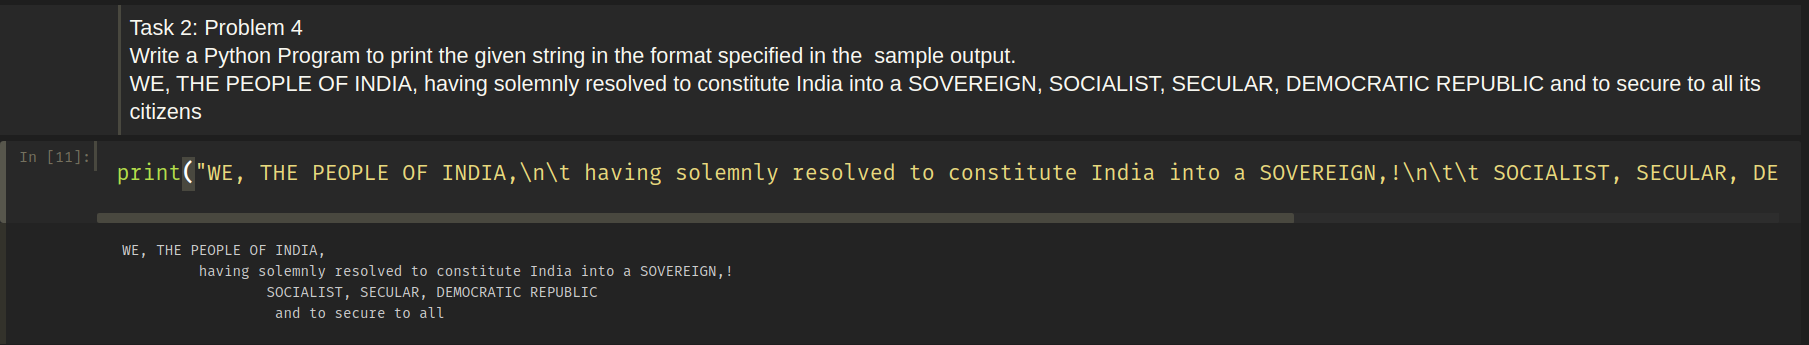 Task 2: Problem 4
Write a Python Program to print the given string in the format specified in the  sample output.
WE, THE PEOPLE OF INDIA, having solemnly resolved to constitute India into a SOVEREIGN, SOCIALIST, SECULAR, DEMOCRATIC REPUBLIC and to secure to all its
citizens
In [11]:
print("WE, THE PEOPLE OF INDIA,\n\t having solemnly resolved to constitute India into a SOVEREIGN,!\n\t\t SOCIALIST, SECULAR, DE
WE, THE PEOPLE OF INDIA,
having solemnly resolved to constitute India into a SOVEREIGN,!
SOCIALIST, SECULAR, DEMOCRATIC REPUBLIC
and to secure to all